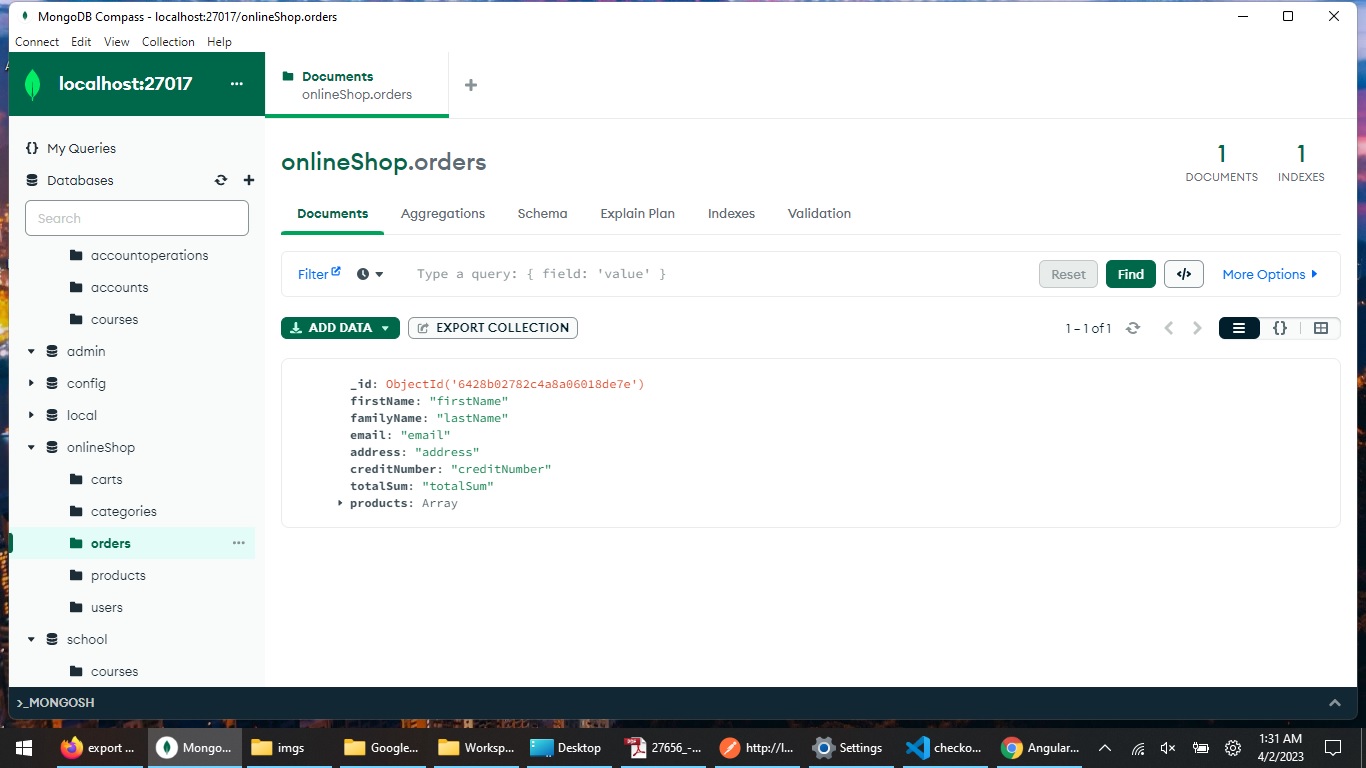 MongoDB Compass - localhost:27017/onlineShop.orders
Connect Edit View Collection Help
localhost:27017 ...
Documents
onlineShop.orders
My Queries
Databases
Search
accountoperations
accounts
courses
admin
config
local
onlineShop
carts
categories
orders ...
products
users
school
courses
onlineShop.orders
1 DOCUMENTS
1 INDEXES
Documents Aggregations Schema Explain Plan Indexes Validation
Filter Type a query: { field: 'value' } Reset Find </> More Options
ADD DATA EXPORT COLLECTION 1 – 1 of 1 {}
_id: ObjectId('6428b02782c4a8a06018de7e')
firstName: "firstName"
familyName: "lastName"
email: "email"
address: "address"
creditNumber: "creditNumber"
totalSum: "totalSum"
products: Array
>_MONGOSH
export ... Mongo... imgs Google... Worksp... Desktop 27656_-... http://l... Settings checko... Angular... 1:31 AM
4/2/2023